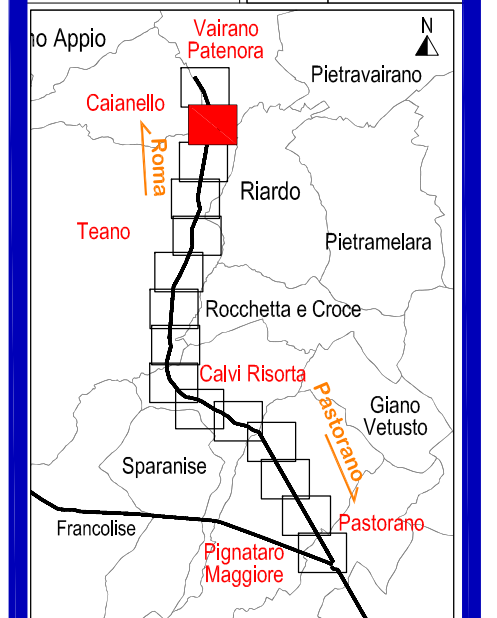 Vairano
Patenora
N
no Appio
Pietravairano
Caianello
Roma
Riardo
Teano
Pietramelara
Rocchetta e Croce
Calvi Risorta
Pastorano
Giano
Vetusto
Sparanise
Francolise
Pastorano
Pignataro
Maggiore